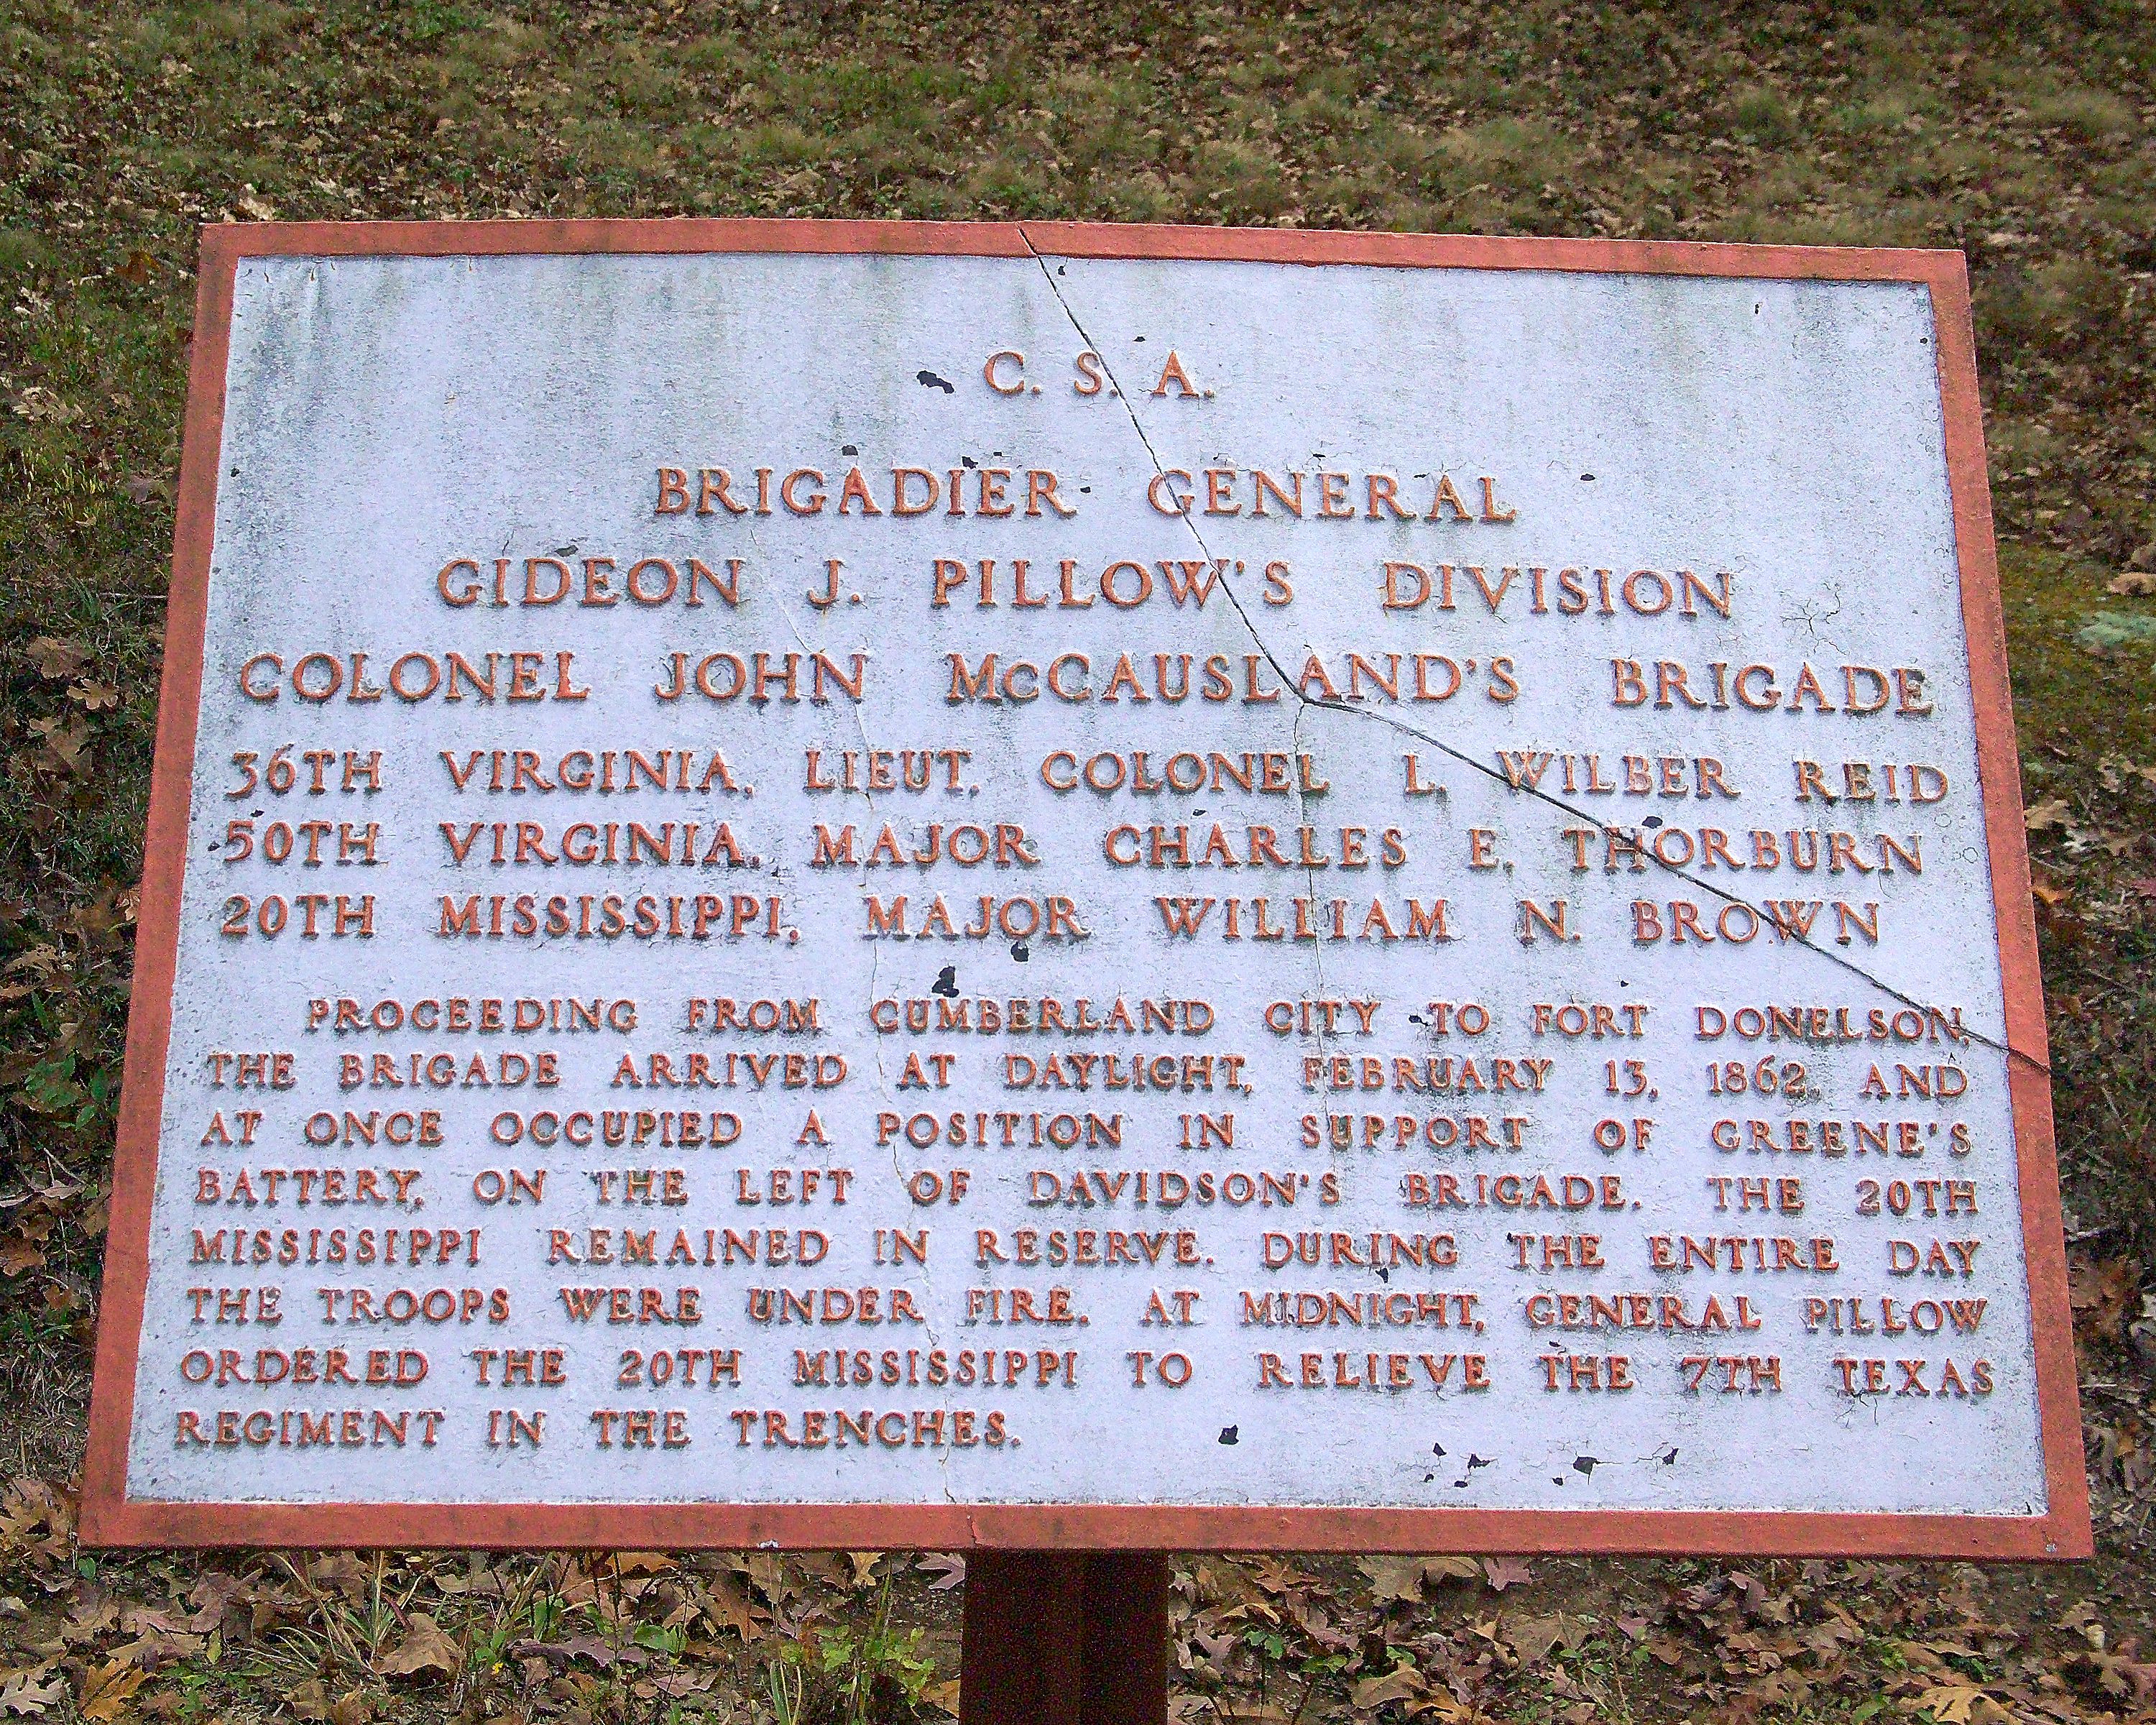 C. S. A.
BRIGADIER GENERAL
GIDEON J. PILLOW'S DIVISION
COLONEL JOHN McCAUSLAND'S BRIGADE
36TH VIRGINIA, LIEUT. COLONEL L. WILBER REID
50TH VIRGINIA, MAJOR CHARLES E. THORBURN
20TH MISSISSIPPI, MAJOR WILLIAM N. BROWN
PROCEEDING FROM CUMBERLAND CITY TO FORT DONELSON,
THE BRIGADE ARRIVED AT DAYLIGHT, FEBRUARY 13, 1862, AND
AT ONCE OCCUPIED A POSITION IN SUPPORT OF GREENE'S
BATTERY, ON THE LEFT OF DAVIDSON'S BRIGADE. THE 20TH
MISSISSIPPI REMAINED IN RESERVE. DURING THE ENTIRE DAY
THE TROOPS WERE UNDER FIRE. AT MIDNIGHT, GENERAL PILLOW
ORDERED THE 20TH MISSISSIPPI TO RELIEVE THE 7TH TEXAS
REGIMENT IN THE TRENCHES.